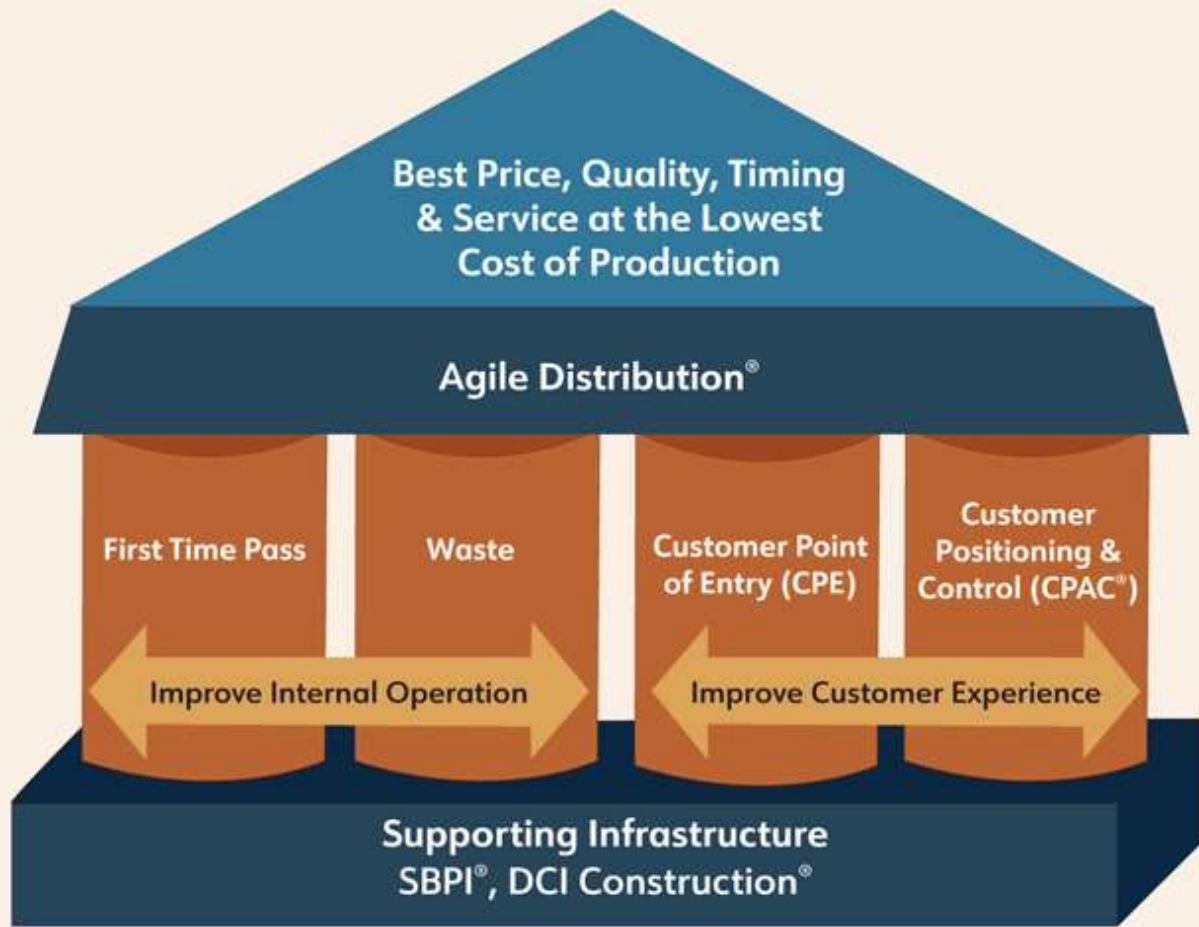 Best Price, Quality, Timing
& Service at the Lowest
Cost of Production
Agile Distribution®
First Time Pass
Waste
Customer Point
of Entry (CPE)
Customer
Positioning &
Control (CPAC®)
Improve Internal Operation
Improve Customer Experience
Supporting Infrastructure
SBPI®, DCI Construction®